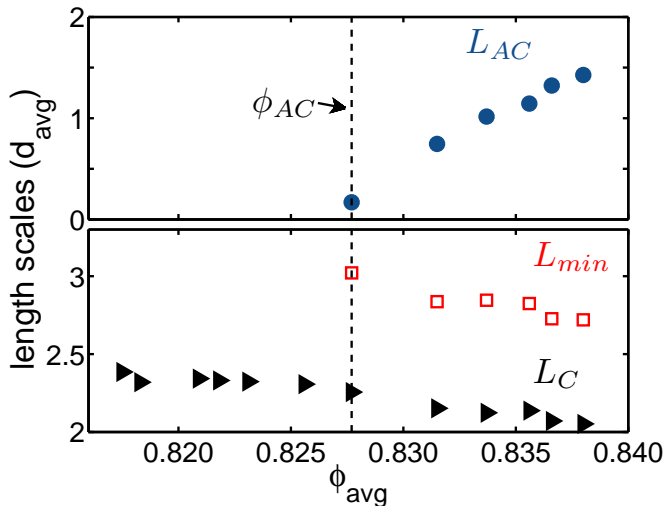 length scales (d_avg)
2
1
0
L_AC
ϕ_AC
3
2.5
2
L_min
L_C
0.820 0.825 0.830 0.835 0.840
ϕ_avg